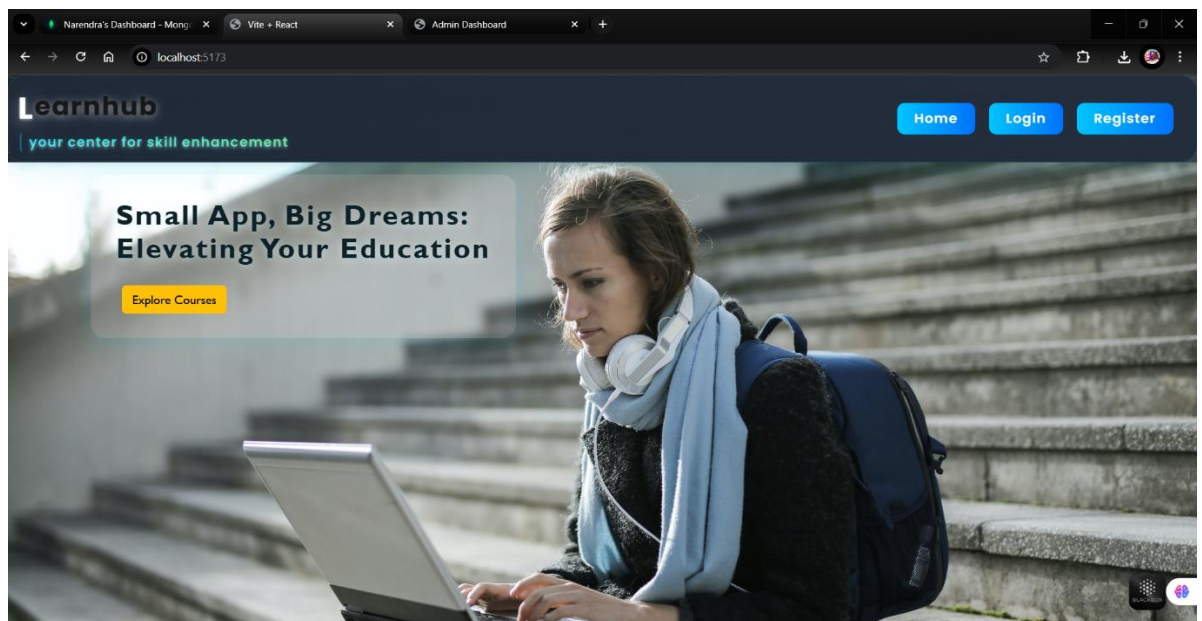 Narendra's Dashboard - Mong
Vite + React
Admin Dashboard
localhost:5173
Learnhub
your center for skill enhancement
Home
Login
Register
Small App, Big Dreams:
Elevating Your Education
Explore Courses
BLACKBOX